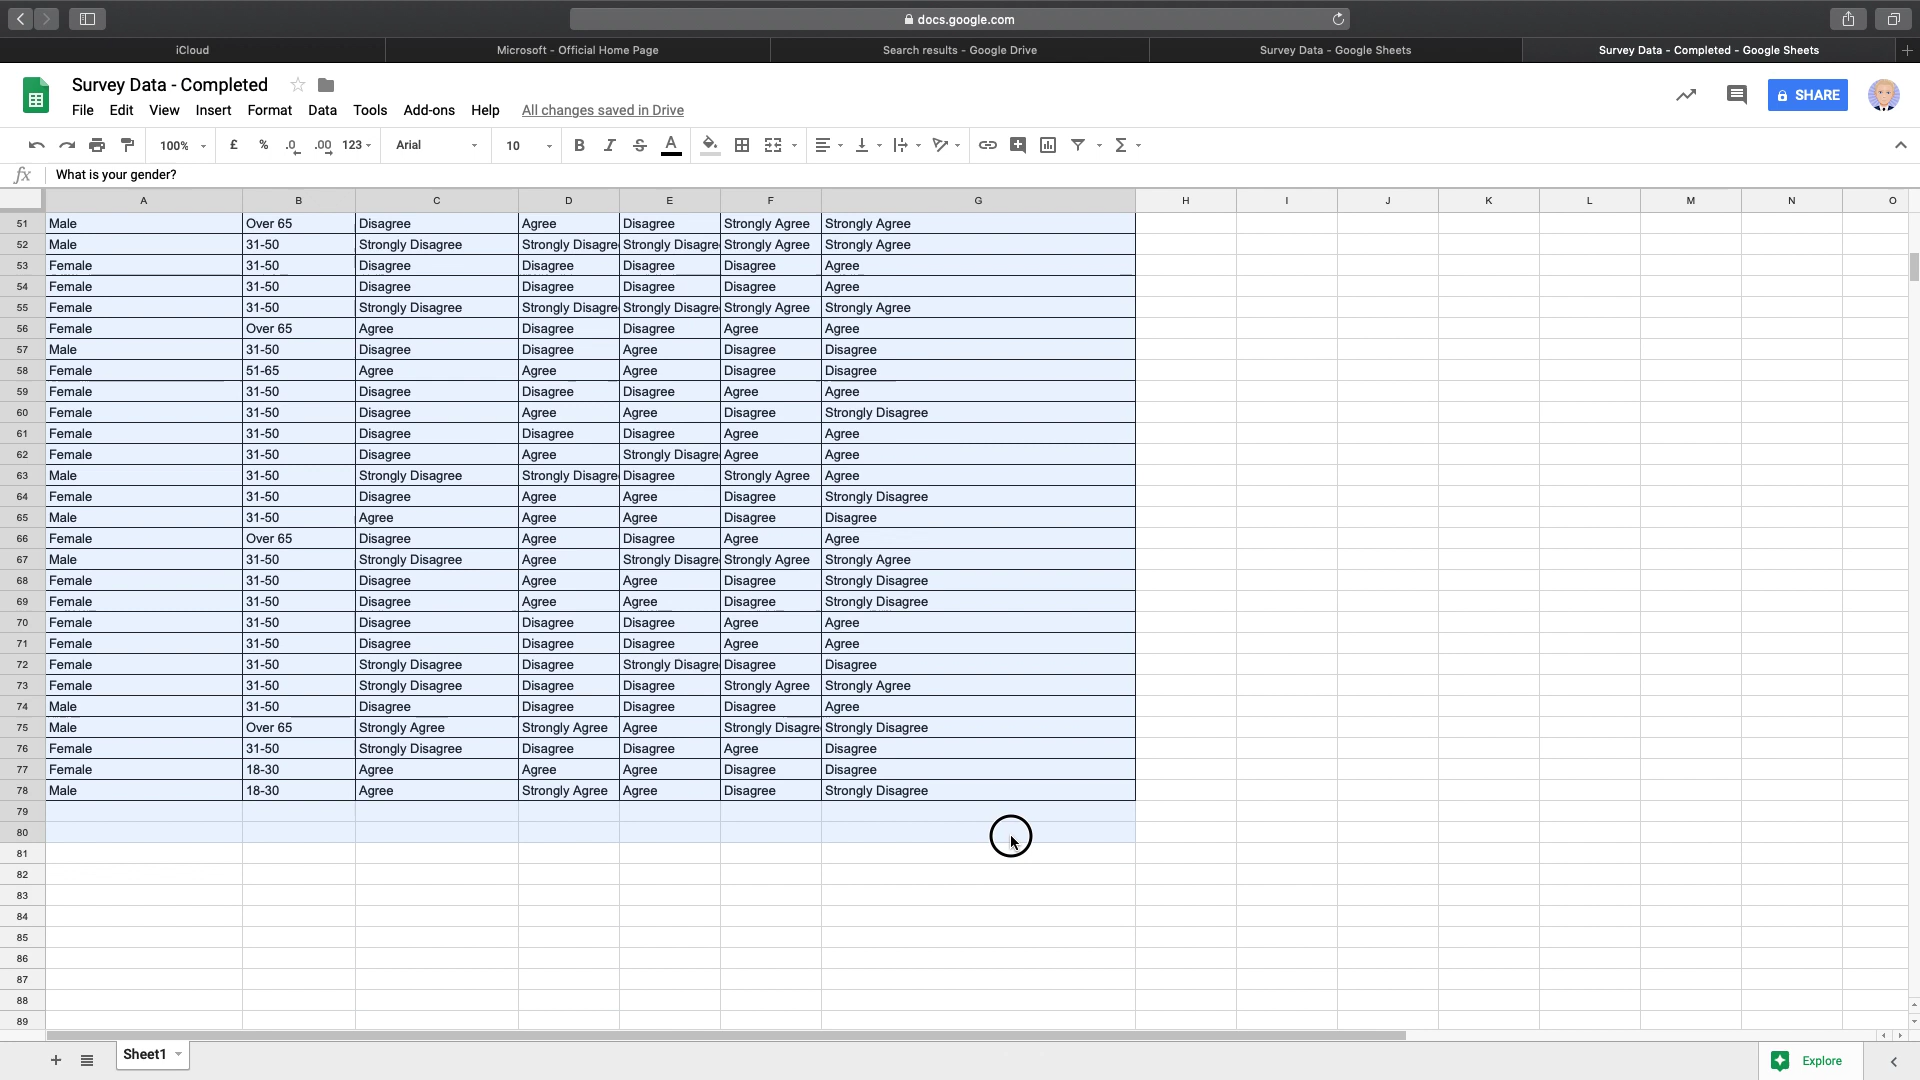 docs.google.com
iCloud Microsoft - Official Home Page Search results - Google Drive Survey Data - Google Sheets Survey Data - Completed - Google Sheets
Survey Data - Completed
File Edit View Insert Format Data Tools Add-ons Help All changes saved in Drive
SHARE
100% £ % .0 .00 123 Arial 10 B I S A Σ
fx What is your gender?
A B C D E F G H I J K L M N O
51 Male Over 65 Disagree Agree Disagree Strongly Agree Strongly Agree
52 Male 31-50 Strongly Disagree Strongly Disagre Strongly Disagre Strongly Agree Strongly Agree
53 Female 31-50 Disagree Disagree Disagree Disagree Agree
54 Female 31-50 Disagree Disagree Disagree Disagree Agree
55 Female 31-50 Strongly Disagree Strongly Disagre Strongly Disagre Strongly Agree Strongly Agree
56 Female Over 65 Agree Disagree Disagree Agree Agree
57 Male 31-50 Disagree Disagree Agree Disagree Disagree
58 Female 51-65 Agree Agree Agree Disagree Disagree
59 Female 31-50 Disagree Disagree Disagree Agree Agree
60 Female 31-50 Disagree Agree Agree Disagree Strongly Disagree
61 Female 31-50 Disagree Disagree Disagree Agree Agree
62 Female 31-50 Disagree Agree Strongly Disagre Agree Agree
63 Male 31-50 Strongly Disagree Strongly Disagre Disagree Strongly Agree Agree
64 Female 31-50 Disagree Agree Agree Disagree Strongly Disagree
65 Male 31-50 Agree Agree Agree Disagree Disagree
66 Female Over 65 Disagree Agree Disagree Agree Agree
67 Male 31-50 Strongly Disagree Agree Strongly Disagre Strongly Agree Strongly Agree
68 Female 31-50 Disagree Agree Agree Disagree Strongly Disagree
69 Female 31-50 Disagree Agree Agree Disagree Strongly Disagree
70 Female 31-50 Disagree Disagree Disagree Agree Agree
71 Female 31-50 Disagree Disagree Disagree Agree Agree
72 Female 31-50 Strongly Disagree Disagree Strongly Disagre Disagree Disagree
73 Female 31-50 Strongly Disagree Disagree Disagree Strongly Agree Strongly Agree
74 Male 31-50 Disagree Disagree Disagree Disagree Agree
75 Male Over 65 Strongly Agree Strongly Agree Agree Strongly Disagre Strongly Disagree
76 Female 31-50 Strongly Disagree Disagree Disagree Agree Disagree
77 Female 18-30 Agree Agree Agree Disagree Disagree
78 Male 18-30 Agree Strongly Agree Agree Disagree Strongly Disagree
79
80
81
82
83
84
85
86
87
88
89
Sheet1 Explore